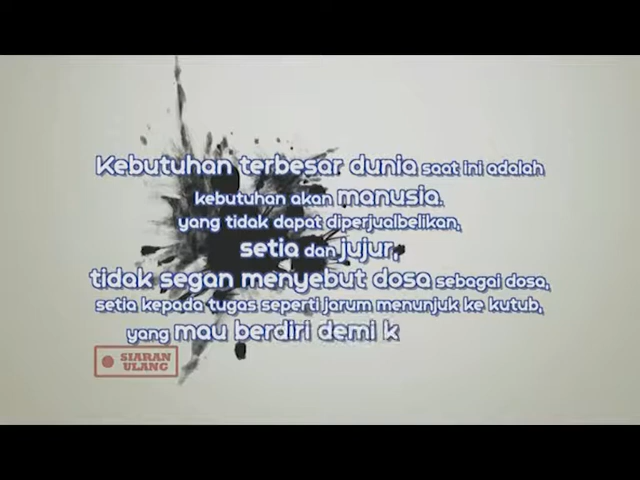 Kebutuhan terbesar dunia saat ini adalah
kebutuhan akan manusia.
yang tidak dapat diperjualbelikan,
setia dan jujur,
tidak segan menyebut dosa sebagai dosa,
setia kepada tugas seperti jarum menunjuk ke kutub,
yang mau berdiri demi k
SIARAN
ULANG